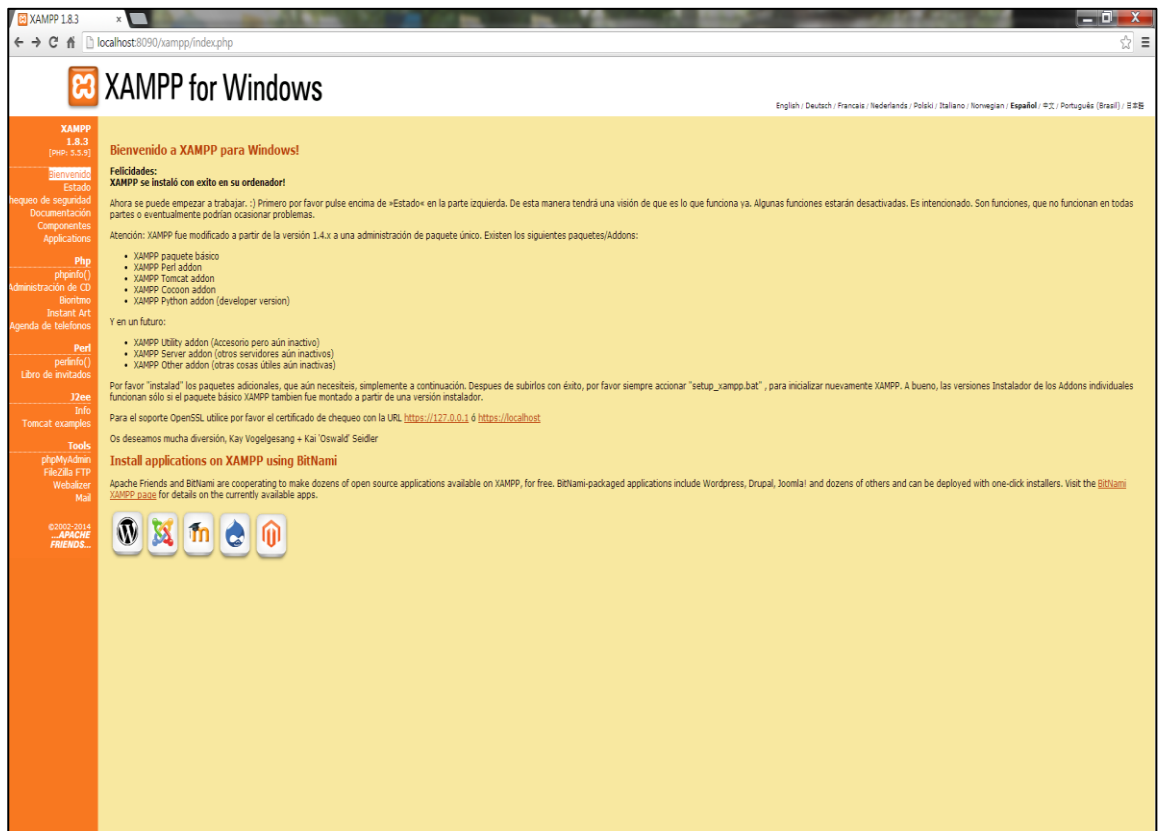 XAMPP 1.8.3
localhost:8090/xampp/index.php
XAMPP for Windows
English / Deutsch / Francais / Nederlands / Polski / Italiano / Norwegian / Español / 中文 / Português (Brasil) / 日本語
XAMPP
1.8.3
[PHP: 5.5.9]
Bienvenido
Estado
hequeo de seguridad
Documentación
Componentes
Applications
Php
phpinfo()
Administración de CD
Bioritmo
Instant Art
Agenda de telefonos
Perl
perlinfo()
Libro de invitados
J2ee
Info
Tomcat examples
Tools
phpMyAdmin
FileZilla FTP
Webalizer
Mail
©2002-2014
...APACHE
FRIENDS...
Bienvenido a XAMPP para Windows!
Felicidades:
XAMPP se instaló con exito en su ordenador!
Ahora se puede empezar a trabajar. :) Primero por favor pulse encima de »Estado« en la parte izquierda. De esta manera tendrá una visión de que es lo que funciona ya. Algunas funciones estarán desactivadas. Es intencionado. Son funciones, que no funcionan en todas
partes o eventualmente podrían ocasionar problemas.
Atención: XAMPP fue modificado a partir de la versión 1.4.x a una administración de paquete único. Existen los siguientes paquetes/Addons:
• XAMPP paquete básico
• XAMPP Perl addon
• XAMPP Tomcat addon
• XAMPP Cocoon addon
• XAMPP Python addon (developer version)
Y en un futuro:
• XAMPP Utility addon (Accesorio pero aún inactivo)
• XAMPP Server addon (otros servidores aún inactivos)
• XAMPP Other addon (otras cosas útiles aún inactivas)
Por favor "instalad" los paquetes adicionales, que aún necesiteis, simplemente a continuación. Despues de subirlos con éxito, por favor siempre accionar "setup_xampp.bat" , para inicializar nuevamente XAMPP. A bueno, las versiones Instalador de los Addons individuales
funcionan sólo si el paquete básico XAMPP tambien fue montado a partir de una versión instalador.
Para el soporte OpenSSL utilice por favor el certificado de chequeo con la URL https://127.0.0.1 ó https://localhost
Os deseamos mucha diversión, Kay Vogelgesang + Kai 'Oswald' Seidler
Install applications on XAMPP using BitNami
Apache Friends and BitNami are cooperating to make dozens of open source applications available on XAMPP, for free. BitNami-packaged applications include Wordpress, Drupal, Joomla! and dozens of others and can be deployed with one-click installers. Visit the BitNami
XAMPP page for details on the currently available apps.